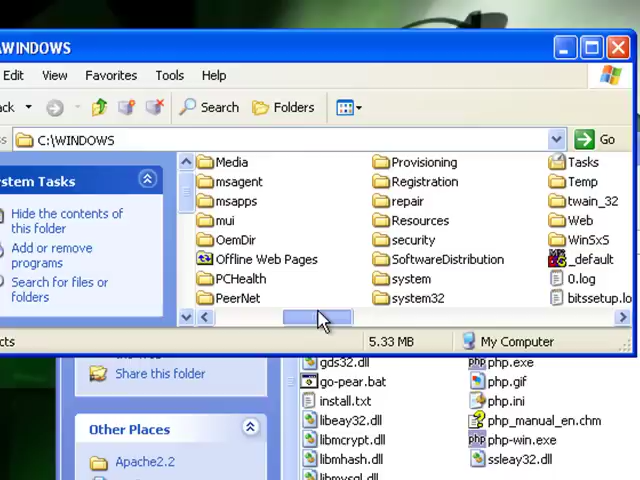 WINDOWS
Edit View Favorites Tools Help
Search Folders
C:\WINDOWS Go
Tasks
Hide the contents of
this folder
Add or remove
programs
Search for files or
folders
Media
msagent
msapps
mui
OemDir
Offline Web Pages
PCHealth
PeerNet
Provisioning
Registration
repair
Resources
security
SoftwareDistribution
system
system32
Tasks
Temp
twain_32
Web
WinSxS
_default
0.log
bitssetup.lo
5.33 MB My Computer
Share this folder
Other Places
Apache2.2
gds32.dll
go-pear.bat
install.txt
libeay32.dll
libmcrypt.dll
libmhash.dll
libmysql.dll
php.exe
php.gif
php.ini
php_manual_en.chm
php-win.exe
ssleay32.dll